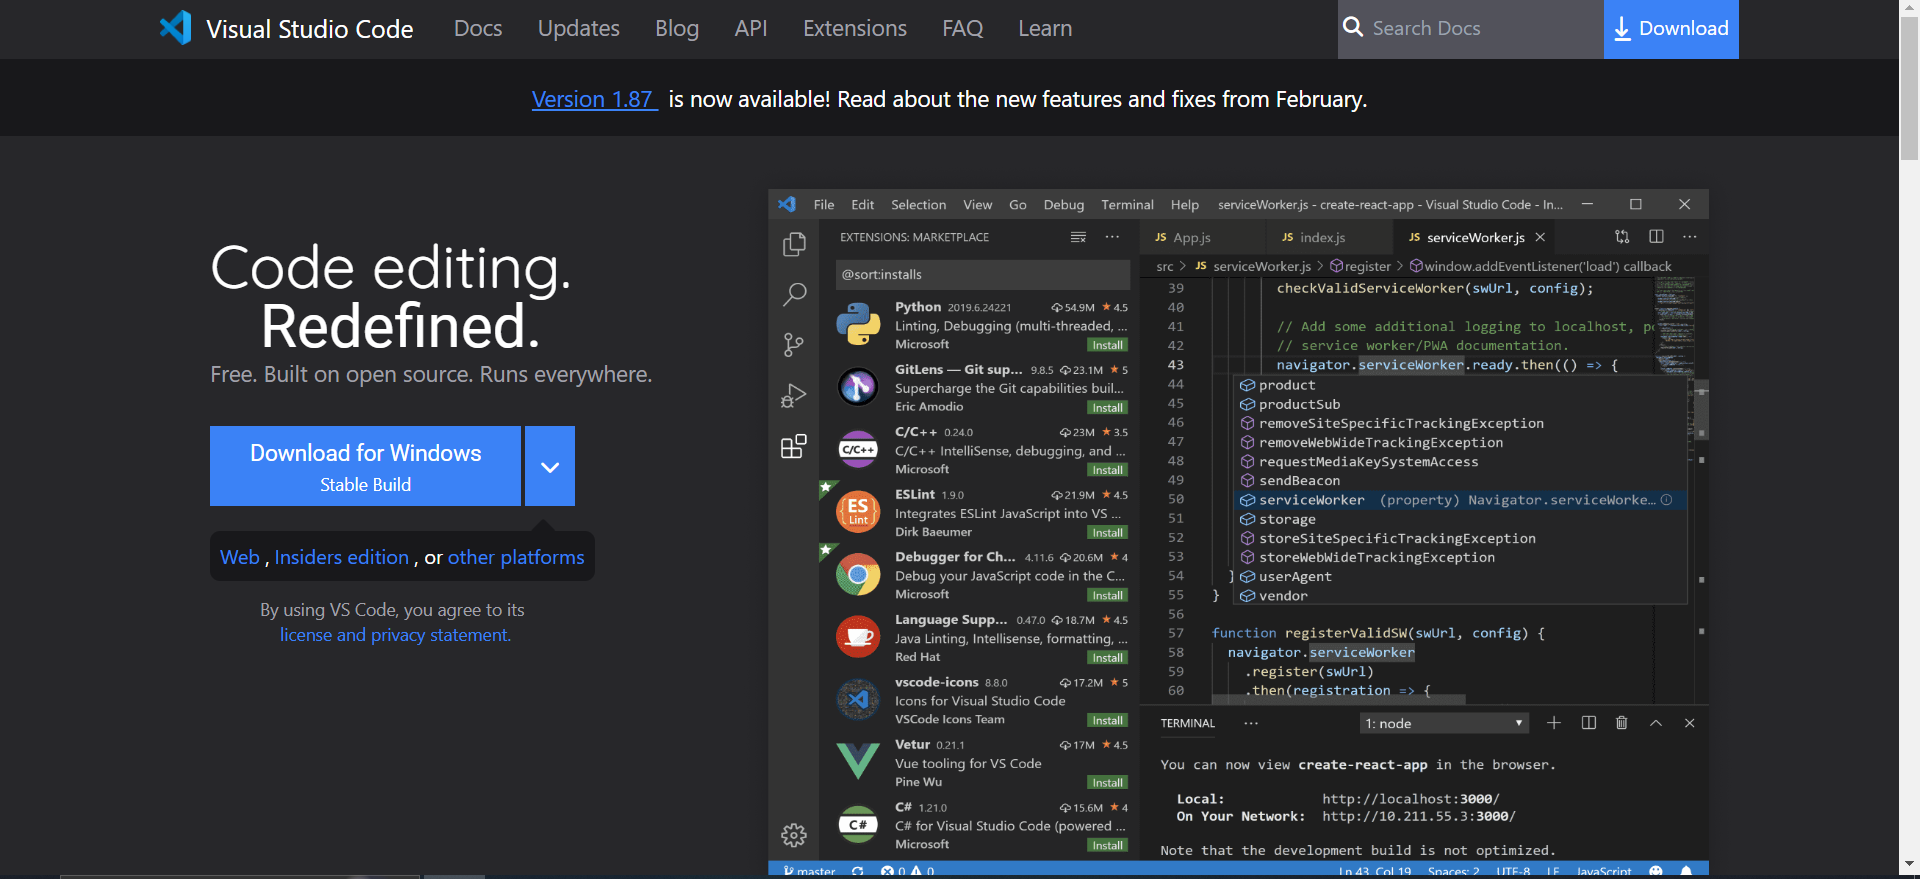 Visual Studio Code Docs Updates Blog API Extensions FAQ Learn Search Docs Download
Version 1.87 is now available! Read about the new features and fixes from February.
Code editing.
Redefined.
Free. Built on open source. Runs everywhere.
Download for Windows
Stable Build
Web , Insiders edition , or other platforms
By using VS Code, you agree to its
license and privacy statement.
File Edit Selection View Go Debug Terminal Help serviceWorker.js - create-react-app - Visual Studio Code - In...
EXTENSIONS: MARKETPLACE
@sort:installs
Python 2019.6.24221 54.9M 4.5
Linting, Debugging (multi-threaded, ...
Microsoft Install
GitLens — Git sup... 9.8.5 23.1M 5
Supercharge the Git capabilities buil...
Eric Amodio Install
C/C++
C/C++ 0.24.0 23M 3.5
C/C++ IntelliSense, debugging, and ...
Microsoft Install
ES
Lint
ESLint 1.9.0 21.9M 4.5
Integrates ESLint JavaScript into VS ...
Dirk Baeumer Install
Debugger for Ch... 4.11.6 20.6M 4
Debug your JavaScript code in the C...
Microsoft Install
Language Supp... 0.47.0 18.7M 4.5
Java Linting, Intellisense, formatting, ...
Red Hat Install
vscode-icons 8.8.0 17.2M 5
Icons for Visual Studio Code
VSCode Icons Team Install
Vetur 0.21.1 17M 4.5
Vue tooling for VS Code
Pine Wu Install
C#
C# 1.21.0 15.6M 4
C# for Visual Studio Code (powered ...
Microsoft Install
JS App.js JS index.js JS serviceWorker.js
src > JS serviceWorker.js > register > window.addEventListener('load') callback
39 checkValidServiceWorker(swUrl, config);
40
41 // Add some additional logging to localhost, po
42 // service worker/PWA documentation.
43 navigator.serviceWorker.ready.then(() => {
44 product
45 productSub
46 removeSiteSpecificTrackingException
47 removeWebWideTrackingException
48 requestMediaKeySystemAccess
49 sendBeacon
50 serviceWorker (property) Navigator.serviceWorke...
51 storage
52 storeSiteSpecificTrackingException
53 storeWebWideTrackingException
54 } userAgent
55 } vendor
56
57 function registerValidSW(swUrl, config) {
58 navigator.serviceWorker
59 .register(swUrl)
60 .then(registration => {
TERMINAL ... 1: node
You can now view create-react-app in the browser.
Local: http://localhost:3000/
On Your Network: http://10.211.55.3:3000/
Note that the development build is not optimized.
master 0 0 Ln 43, Col 19 Spaces: 2 UTF-8 LF JavaScript